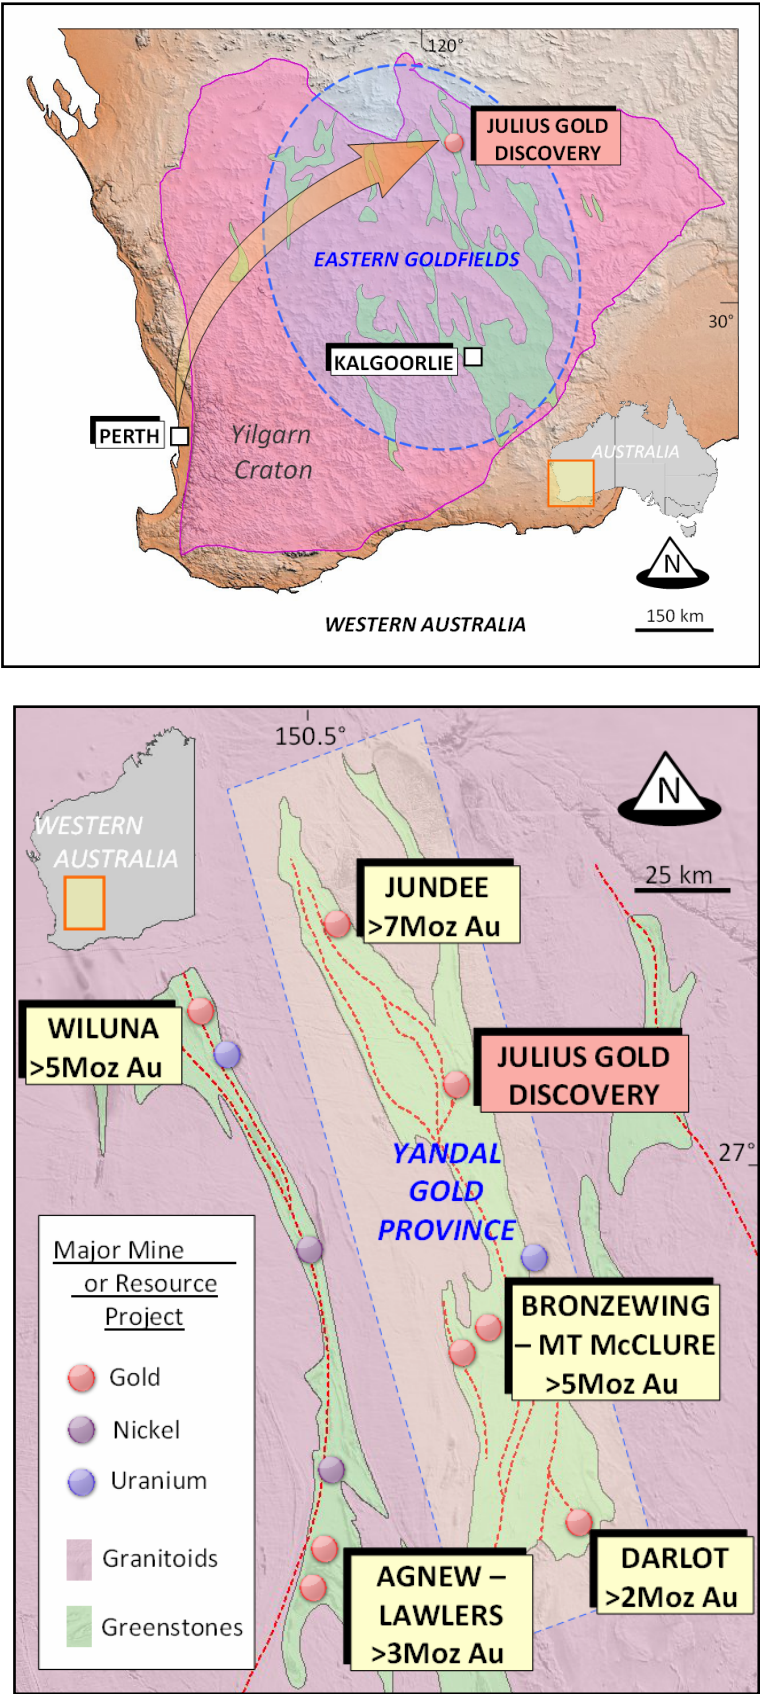 120°
JULIUS GOLD
DISCOVERY
EASTERN GOLDFIELDS
30°
KALGOORLIE
PERTH
Yilgarn
Craton
AUSTRALIA
N
150 km
WESTERN AUSTRALIA
150.5°
WESTERN
AUSTRALIA
N
25 km
JUNDEE
>7Moz Au
WILUNA
>5Moz Au
JULIUS GOLD
DISCOVERY
YANDAL
GOLD
PROVINCE
27°
Major Mine
or Resource
Project
Gold
Nickel
Uranium
Granitoids
Greenstones
BRONZEWING
– MT McCLURE
>5Moz Au
DARLOT
>2Moz Au
AGNEW –
LAWLERS
>3Moz Au